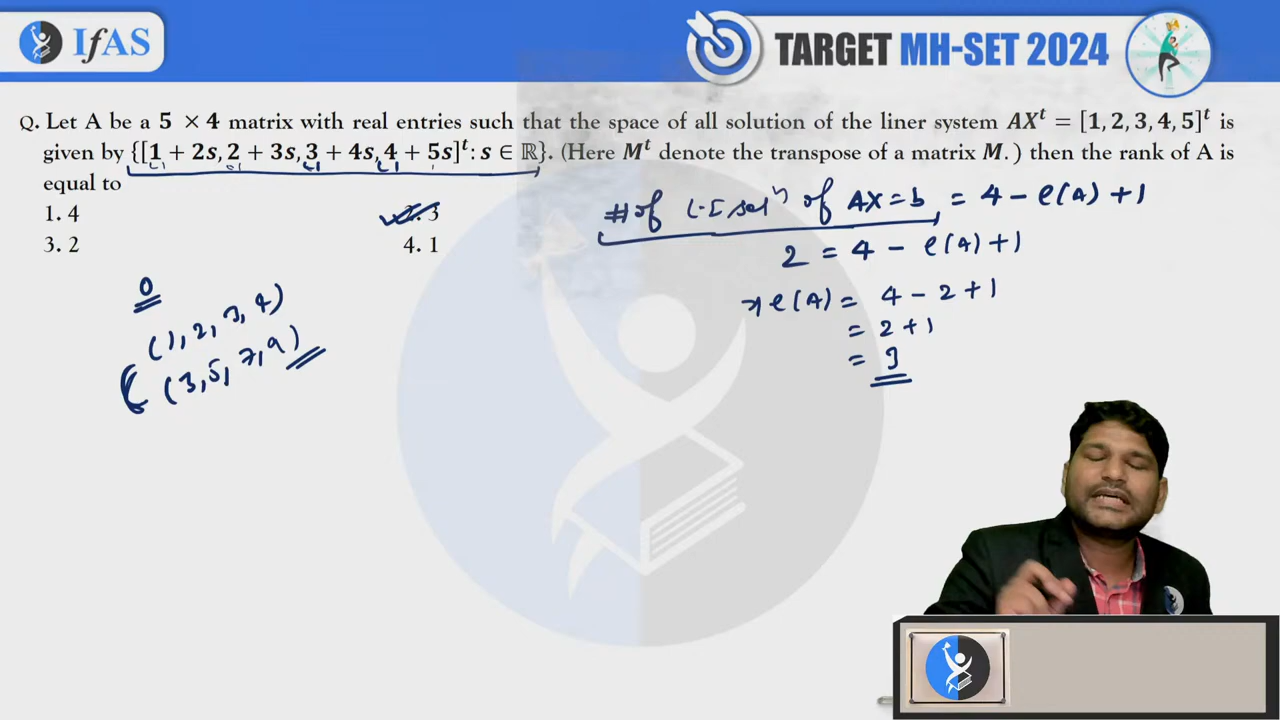 IfAS
TARGET MH-SET 2024
Q. Let A be a 5 × 4 matrix with real entries such that the space of all solution of the liner system AXᵗ = [1, 2, 3, 4, 5]ᵗ is
given by {[1 + 2s, 2 + 3s, 3 + 4s, 4 + 5s]ᵗ: s ∈ ℝ}. (Here Mᵗ denote the transpose of a matrix M. ) then the rank of A is
equal to
1. 4
2. 3
3. 2
4. 1
# of L.I solⁿ of AX = b = 4 - ρ(A) + 1
2 = 4 - ρ(A) + 1
ρ(A) = 4 - 2 + 1
= 2 + 1
= 3
0
(1, 2, 3, 4)
(3, 5, 7, 9)